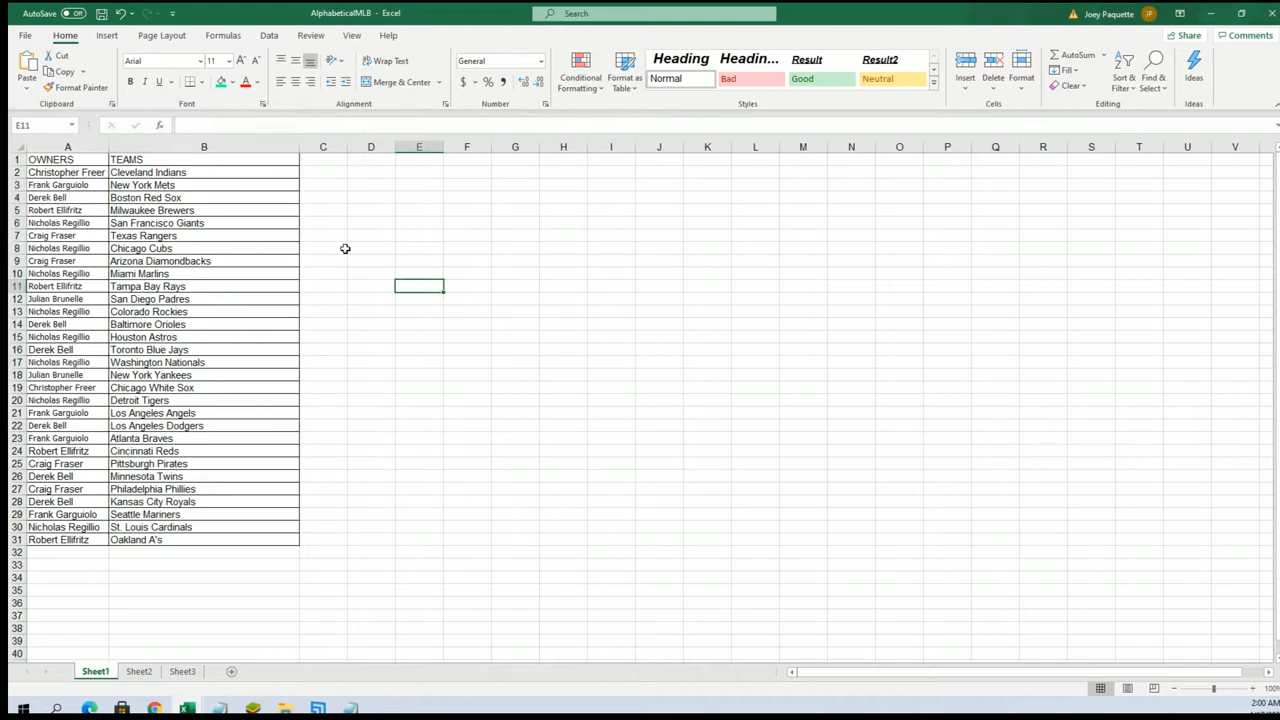 AutoSave Off AlphabeticalMLB - Excel Search Joey Paquette JP
File Home Insert Page Layout Formulas Data Review View Help Share Comments
Paste Cut Copy Format Painter Clipboard
Arial 11 A A B I U A Font
Wrap Text Merge & Center Alignment
General $ % , Number
Conditional Formatting Format as Table
Heading Headin... Result Result2
Normal Bad Good Neutral
Styles
Insert Delete Format Cells
AutoSum Fill Clear Sort & Filter Find & Select Editing
Ideas Ideas
E11 fx
A B C D E F G H I J K L M N O P Q R S T U V
1 OWNERS TEAMS
2 Christopher Freer Cleveland Indians
3 Frank Garguiolo New York Mets
4 Derek Bell Boston Red Sox
5 Robert Ellifritz Milwaukee Brewers
6 Nicholas Regillio San Francisco Giants
7 Craig Fraser Texas Rangers
8 Nicholas Regillio Chicago Cubs
9 Craig Fraser Arizona Diamondbacks
10 Nicholas Regillio Miami Marlins
11 Robert Ellifritz Tampa Bay Rays
12 Julian Brunelle San Diego Padres
13 Nicholas Regillio Colorado Rockies
14 Derek Bell Baltimore Orioles
15 Nicholas Regillio Houston Astros
16 Derek Bell Toronto Blue Jays
17 Nicholas Regillio Washington Nationals
18 Julian Brunelle New York Yankees
19 Christopher Freer Chicago White Sox
20 Nicholas Regillio Detroit Tigers
21 Frank Garguiolo Los Angeles Angels
22 Derek Bell Los Angeles Dodgers
23 Frank Garguiolo Atlanta Braves
24 Robert Ellifritz Cincinnati Reds
25 Craig Fraser Pittsburgh Pirates
26 Derek Bell Minnesota Twins
27 Craig Fraser Philadelphia Phillies
28 Derek Bell Kansas City Royals
29 Frank Garguiolo Seattle Mariners
30 Nicholas Regillio St. Louis Cardinals
31 Robert Ellifritz Oakland A's
32
33
34
35
36
37
38
39
40
Sheet1 Sheet2 Sheet3
100%
2:00 AM